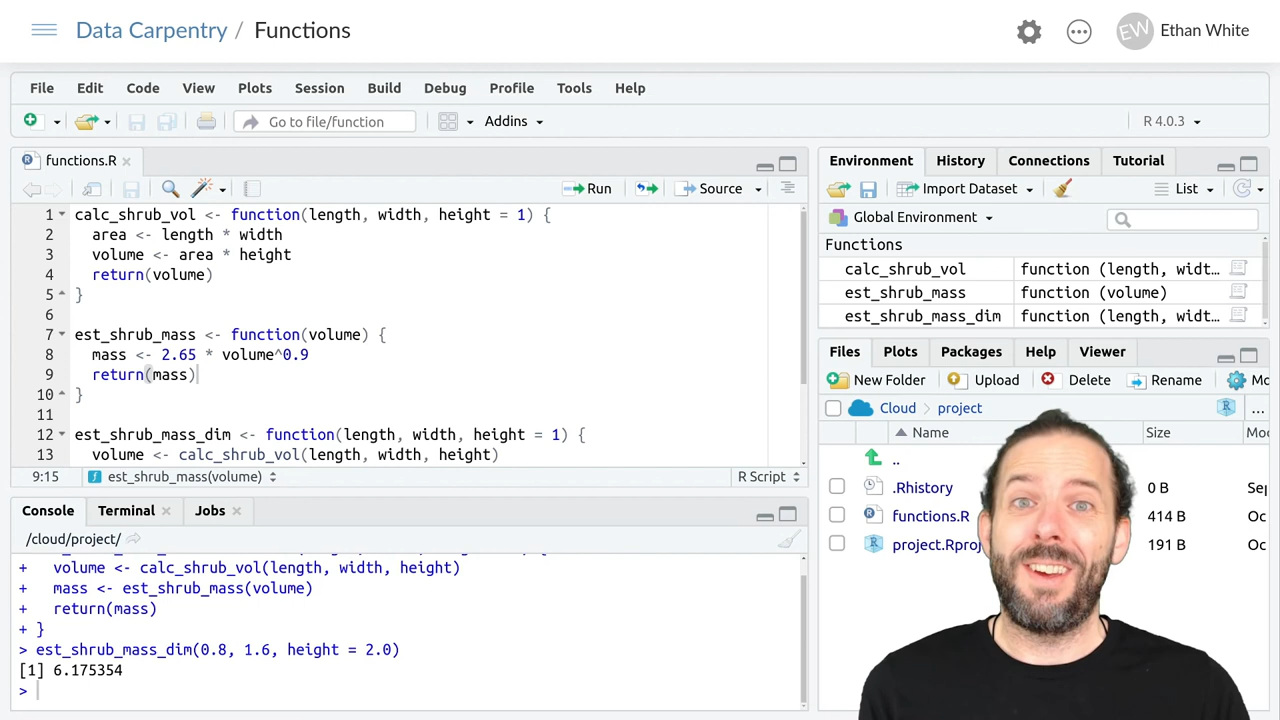 Data Carpentry / Functions
EW Ethan White
File Edit Code View Plots Session Build Debug Profile Tools Help
Go to file/function
Addins
R 4.0.3
functions.R
Run
Source
1 calc_shrub_vol <- function(length, width, height = 1) {
2 area <- length * width
3 volume <- area * height
4 return(volume)
5 }
6
7 est_shrub_mass <- function(volume) {
8 mass <- 2.65 * volume^0.9
9 return(mass)
10 }
11
12 est_shrub_mass_dim <- function(length, width, height = 1) {
13 volume <- calc_shrub_vol(length, width, height)
9:15 est_shrub_mass(volume) R Script
Console Terminal Jobs
/cloud/project/
+ volume <- calc_shrub_vol(length, width, height)
+ mass <- est_shrub_mass(volume)
+ return(mass)
+ }
> est_shrub_mass_dim(0.8, 1.6, height = 2.0)
[1] 6.175354
>
Environment History Connections Tutorial
Import Dataset List
Global Environment
Functions
calc_shrub_vol function (length, widt…
est_shrub_mass function (volume)
est_shrub_mass_dim function (length, widt…
Files Plots Packages Help Viewer
New Folder Upload Delete Rename Mo
Cloud > project ...
Name Size Mo
..
.Rhistory 0 B Sep
functions.R 414 B Oc
project.Rproj 191 B Oc